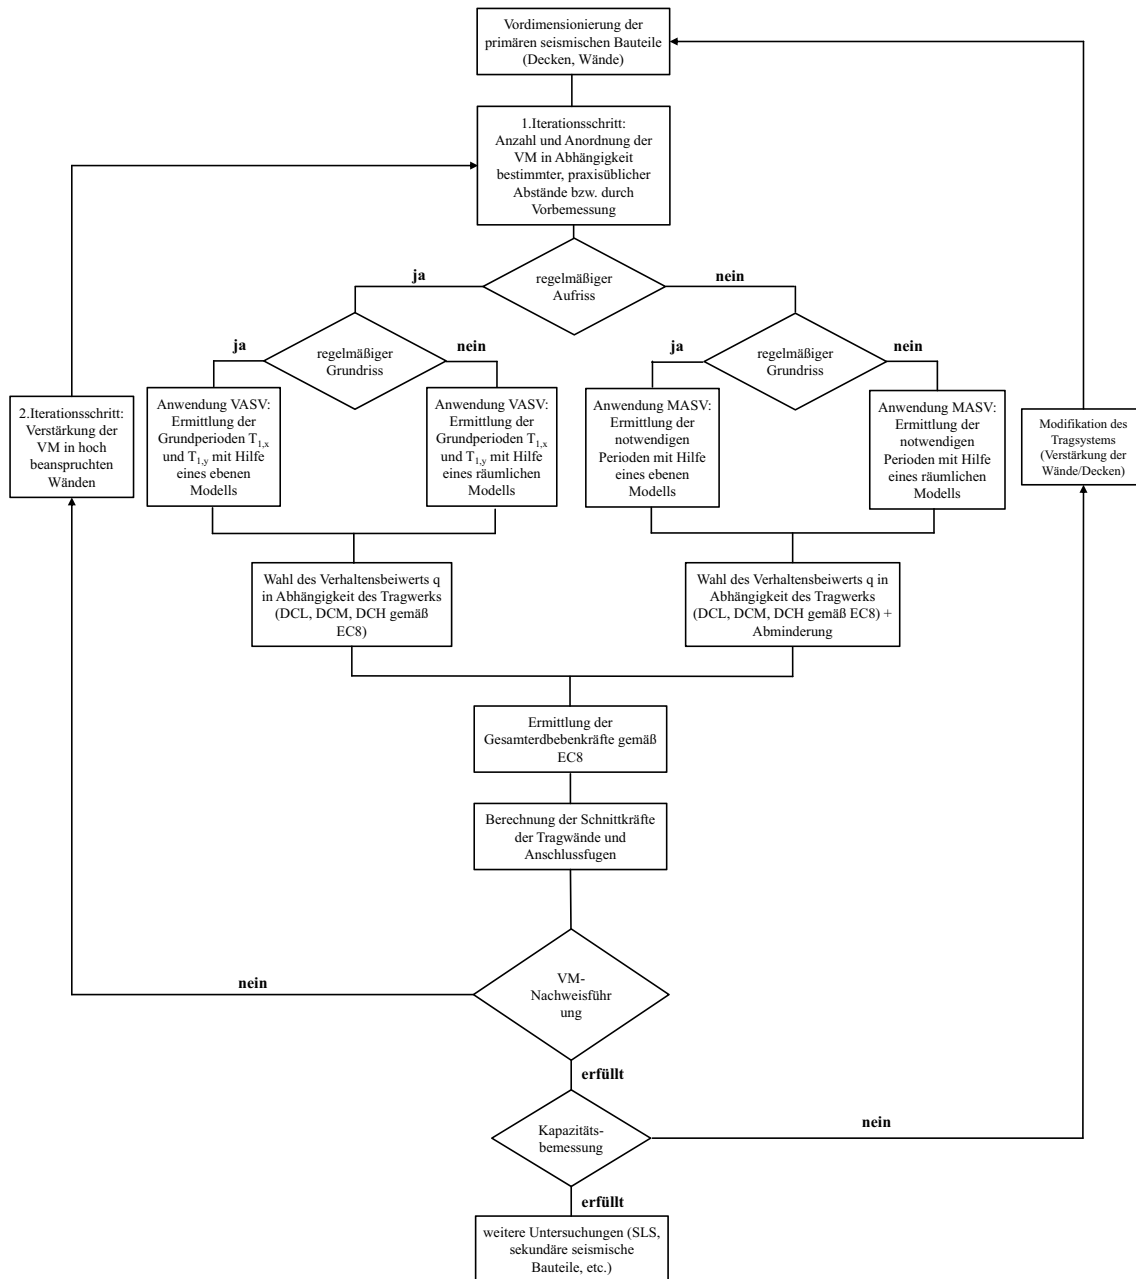 Vordimensionierung der
primären seismischen Bauteile
(Decken, Wände)
1.Iterationsschritt:
Anzahl und Anordnung der
VM in Abhängigkeit
bestimmter, praxisüblicher
Abstände bzw. durch
Vorbemessung
ja
regelmäßiger
Aufriss
nein
ja
regelmäßiger
Grundriss
nein
ja
regelmäßiger
Grundriss
nein
2.Iterationsschritt:
Verstärkung der
VM in hoch
beanspruchten
Wänden
Anwendung VASV:
Ermittlung der
Grundperioden T1,x
und T1,y mit Hilfe
eines ebenen
Modells
Anwendung VASV:
Ermittlung der
Grundperioden T1,x
und T1,y mit Hilfe
eines räumlichen
Modells
Anwendung MASV:
Ermittlung der
notwendigen
Perioden mit Hilfe
eines ebenen
Modells
Anwendung MASV:
Ermittlung der
notwendigen
Perioden mit Hilfe
eines räumlichen
Modells
Modifikation des
Tragsystems
(Verstärkung der
Wände/Decken)
Wahl des Verhaltensbeiwerts q
in Abhängigkeit des Tragwerks
(DCL, DCM, DCH gemäß
EC8)
Wahl des Verhaltensbeiwerts q in
Abhängigkeit des Tragwerks
(DCL, DCM, DCH gemäß EC8) +
Abminderung
Ermittlung der
Gesamterdbebenkräfte gemäß
EC8
Berechnung der Schnittkräfte
der Tragwände und
Anschlussfugen
nein
VM-
Nachweisführ
ung
erfüllt
Kapazitäts-
bemessung
nein
erfüllt
weitere Untersuchungen (SLS,
sekundäre seismische
Bauteile, etc.)